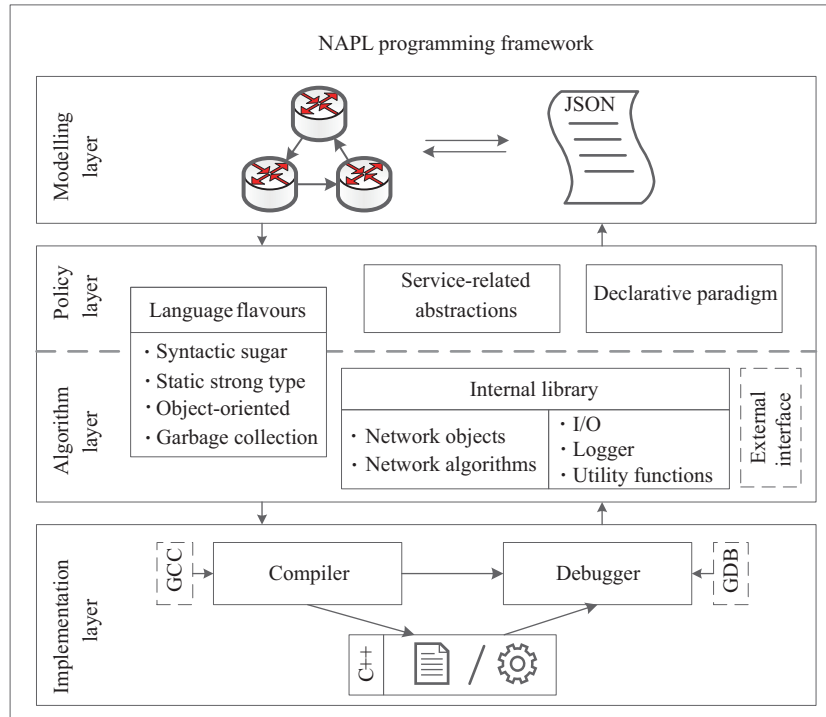 NAPL programming framework
Modelling
layer
JSON
Policy
layer
Language flavours
· Syntactic sugar
· Static strong type
· Object-oriented
· Garbage collection
Service-related
abstractions
Declarative paradigm
Algorithm
layer
Internal library
· Network objects
· Network algorithms
· I/O
· Logger
· Utility functions
External
interface
Implementation
layer
GCC
Compiler
Debugger
GDB
C++
/